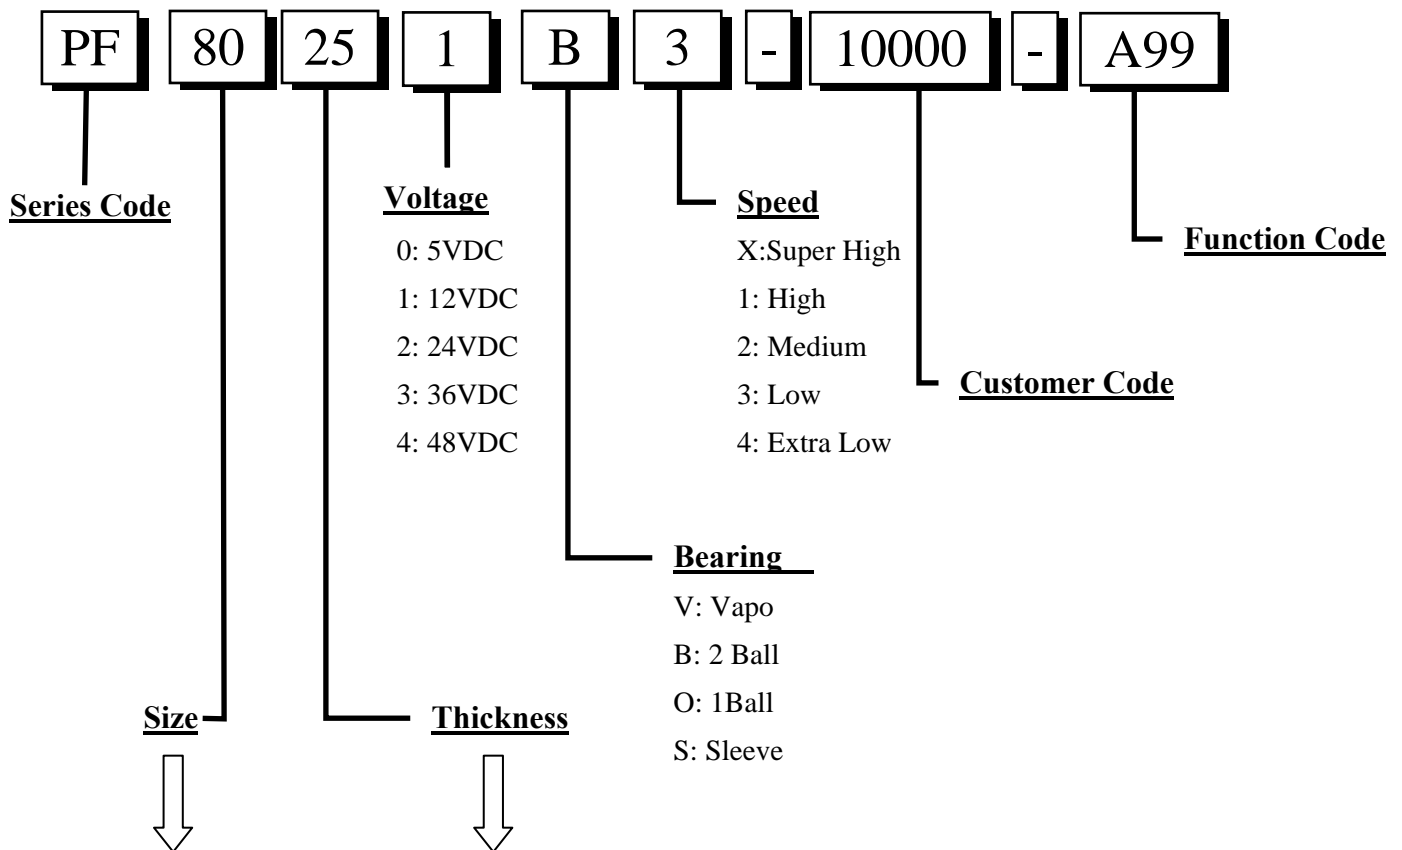 PF 80 25 1 B 3 - 10000 - A99
Series Code
Voltage
0: 5VDC
1: 12VDC
2: 24VDC
3: 36VDC
4: 48VDC
Speed
X:Super High
1: High
2: Medium
3: Low
4: Extra Low
Function Code
Customer Code
Bearing
V: Vapo
B: 2 Ball
O: 1Ball
S: Sleeve
Size
Thickness